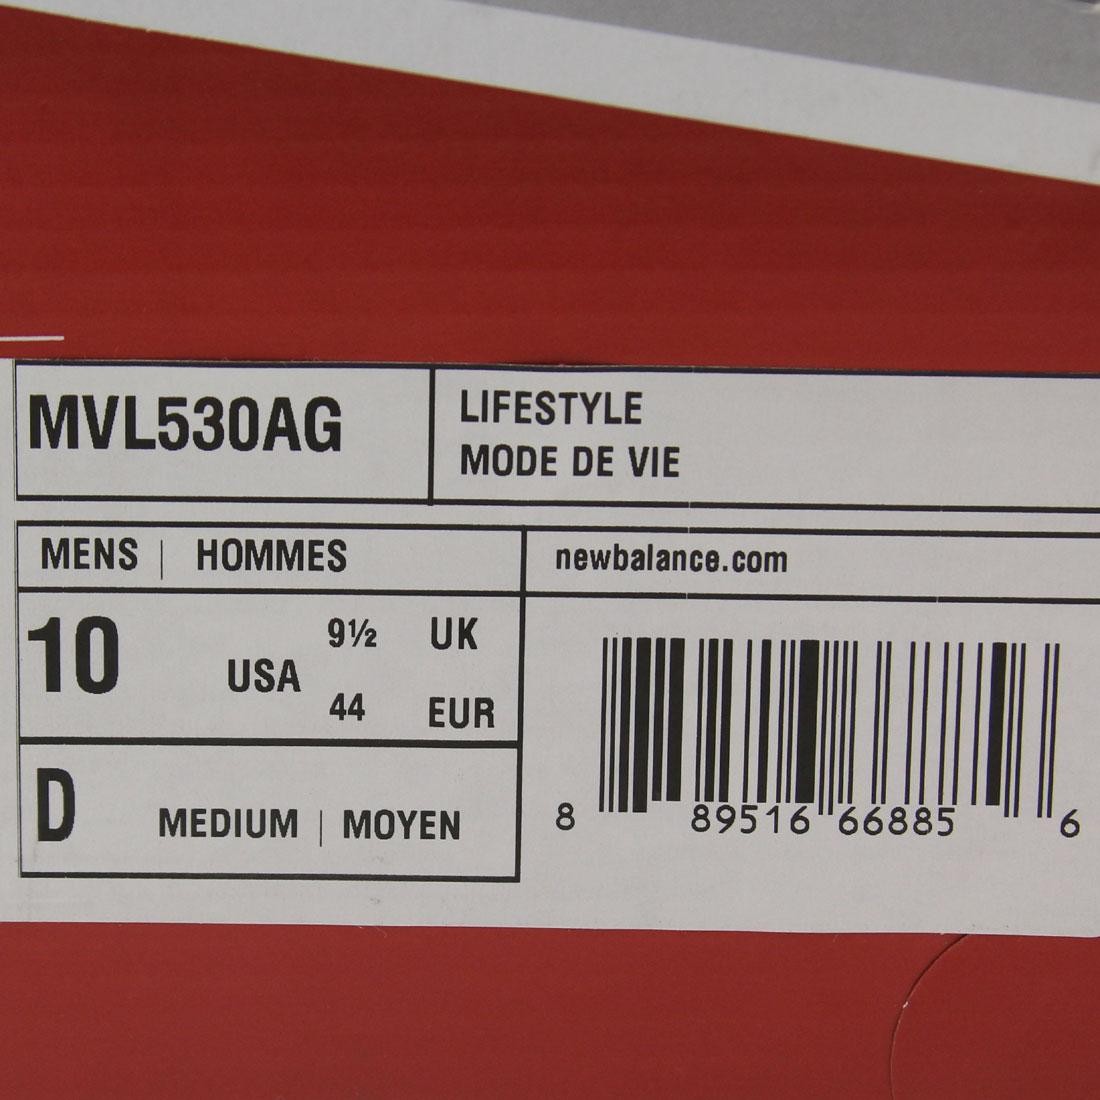 MVL530AG
LIFESTYLE
MODE DE VIE
MENS | HOMMES
newbalance.com
10 USA 9½ UK
44 EUR
D MEDIUM | MOYEN
8 89516 66885 6